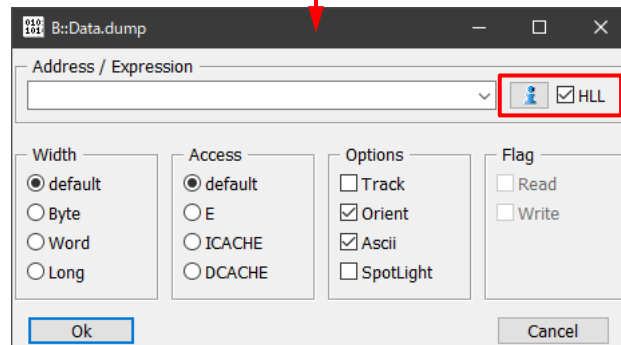 B::Data.dump
Address / Expression
HLL
Width Access Options Flag
default default Track Read
Byte E Orient Write
Word ICACHE Ascii
Long DCACHE SpotLight
Ok Cancel